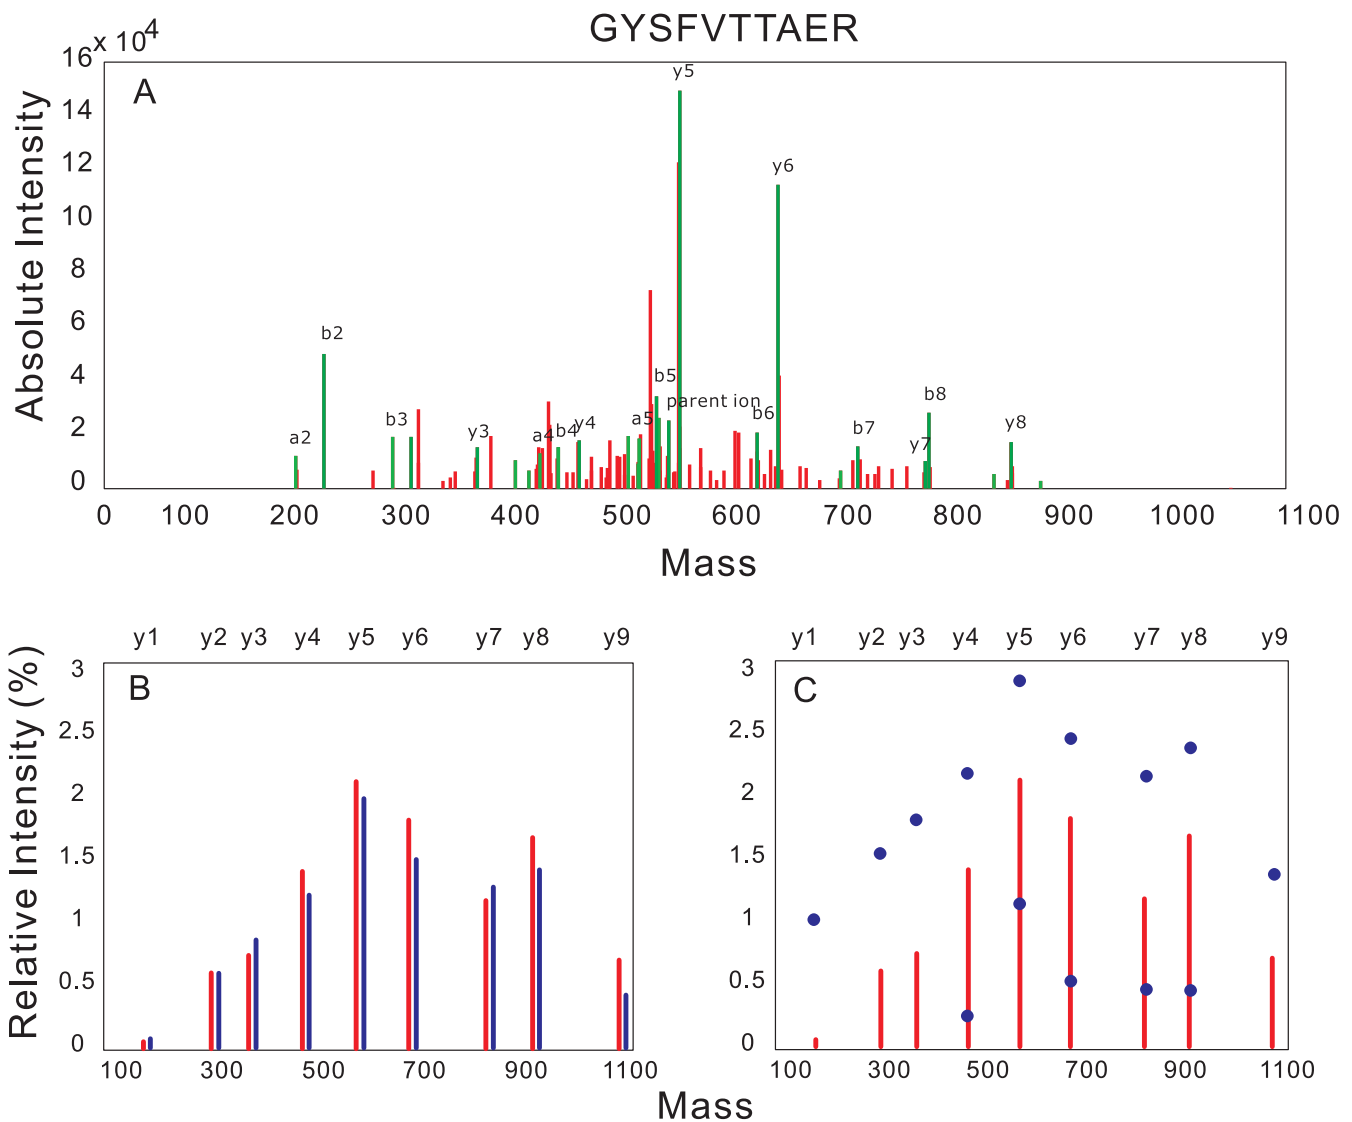 GYSFVTTAER
x 10⁴
16
14
12
10
8
6
4
2
0
Absolute Intensity
A
a2
b2
b3
y3
a4
b4
y4
a5
b5
parent ion
y5
b6
y6
b7
y7
b8
y8
0 100 200 300 400 500 600 700 800 900 1000 1100
Mass
y1 y2 y3 y4 y5 y6 y7 y8 y9
B
3
2.5
2
1.5
1
0.5
0
Relative Intensity (%)
100 300 500 700 900 1100
y1 y2 y3 y4 y5 y6 y7 y8 y9
C
3
2.5
2
1.5
1
0.5
0
100 300 500 700 900 1100
Mass